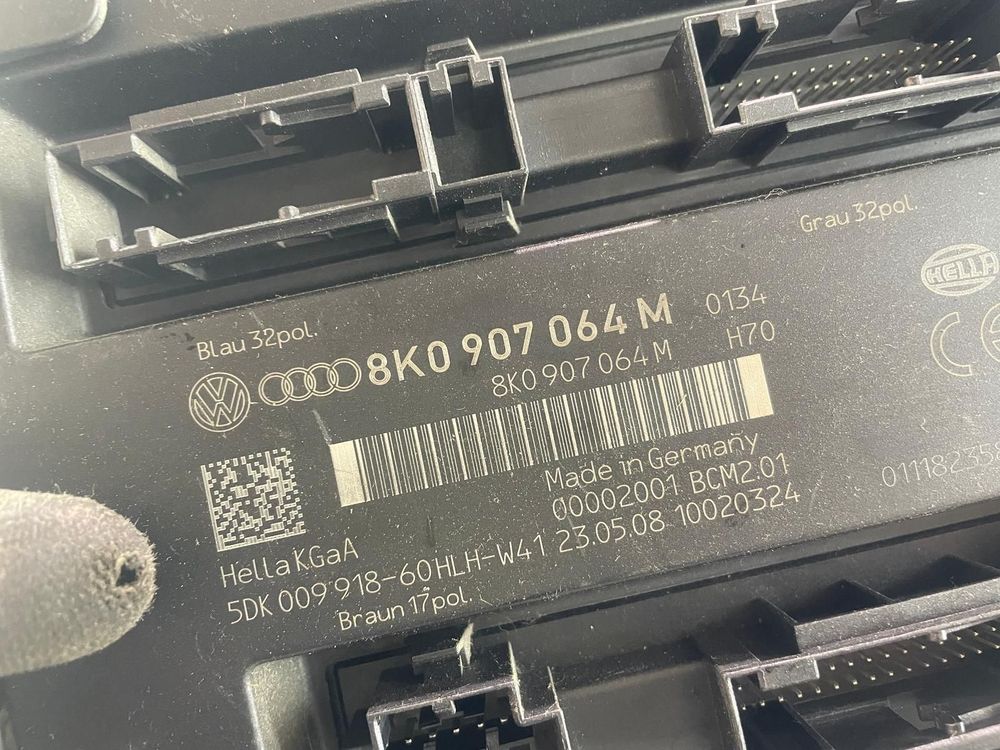 Grau 32pol.
HELLA
Blau 32pol.
8K0 907 064 M 0134
8K0 907 064 M H70
CE
Made in Germany
00002001 BCM2.01
Hella KGaA
5DK 009 918-60 HLH-W41 23.05.08 10020324
Braun 17pol.